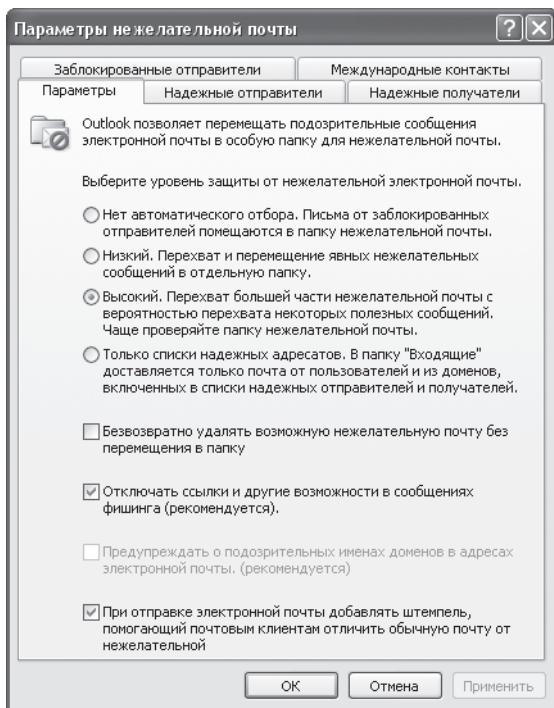 Параметры нежелательной почты
Заблокированные отправители
Международные контакты
Параметры
Надежные отправители
Надежные получатели
Outlook позволяет перемещать подозрительные сообщения
электронной почты в особую папку для нежелательной почты.
Выберите уровень защиты от нежелательной электронной почты.
Нет автоматического отбора. Письма от заблокированных
отправителей помещаются в папку нежелательной почты.
Низкий. Перехват и перемещение явных нежелательных
сообщений в отдельную папку.
Высокий. Перехват большей части нежелательной почты с
вероятностью перехвата некоторых полезных сообщений.
Чаще проверяйте папку нежелательной почты.
Только списки надежных адресатов. В папку "Входящие"
доставляется только почта от пользователей и из доменов,
включенных в списки надежных отправителей и получателей.
Безвозвратно удалять возможную нежелательную почту без
перемещения в папку
Отключать ссылки и другие возможности в сообщениях
фишинга (рекомендуется).
Предупреждать о подозрительных именах доменов в адресах
электронной почты. (рекомендуется)
При отправке электронной почты добавлять штемпель,
помогающий почтовым клиентам отличить обычную почту от
нежелательной
ОК
Отмена
Применить